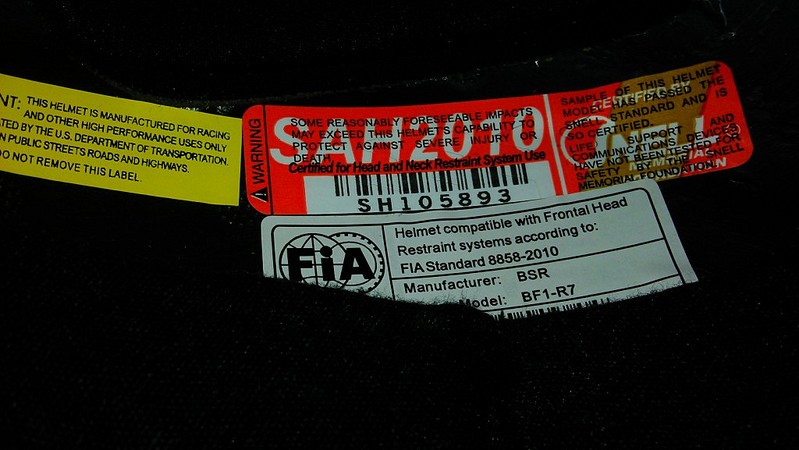 NT: THIS HELMET IS MANUFACTURED FOR RACING
AND OTHER HIGH PERFORMANCE USES ONLY
TED BY THE U.S. DEPARTMENT OF TRANSPORTATION.
N PUBLIC STREETS ROADS AND HIGHWAYS.
DO NOT REMOVE THIS LABEL.
WARNING
SA 2010
SOME REASONABLY FORESEEABLE IMPACTS
MAY EXCEED THIS HELMET'S CAPABILITY TO
PROTECT AGAINST SEVERE INJURY OR
DEATH.
Certified for Head and Neck Restraint System Use
SH105893
SAMPLE OF THIS HELMET
MODEL HAS PASSED THE
SNELL STANDARD AND IS
SO CERTIFIED.
LIFE SUPPORT AND
COMMUNICATIONS DEVICES
HAVE NOT BEEN TESTED FOR
SAFETY BY THE SNELL
MEMORIAL FOUNDATION
FiA
Helmet compatible with Frontal Head
Restraint systems according to:
FIA Standard 8858-2010
Manufacturer: BSR
Model: BF1-R7